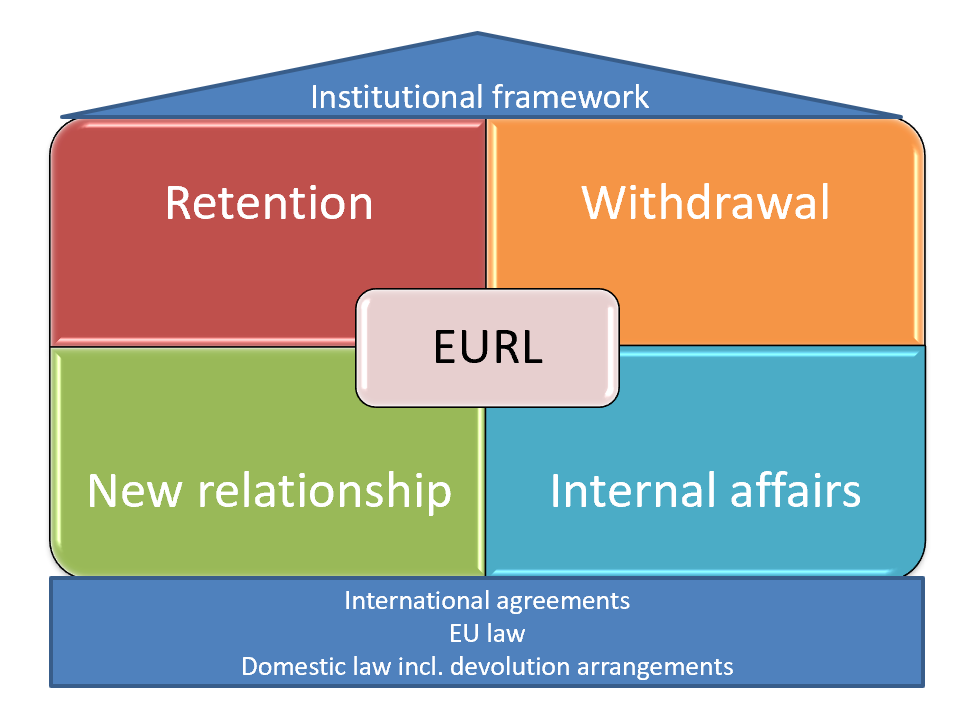 Institutional framework
Retention
Withdrawal
EURL
New relationship
Internal affairs
International agreements
EU law
Domestic law incl. devolution arrangements